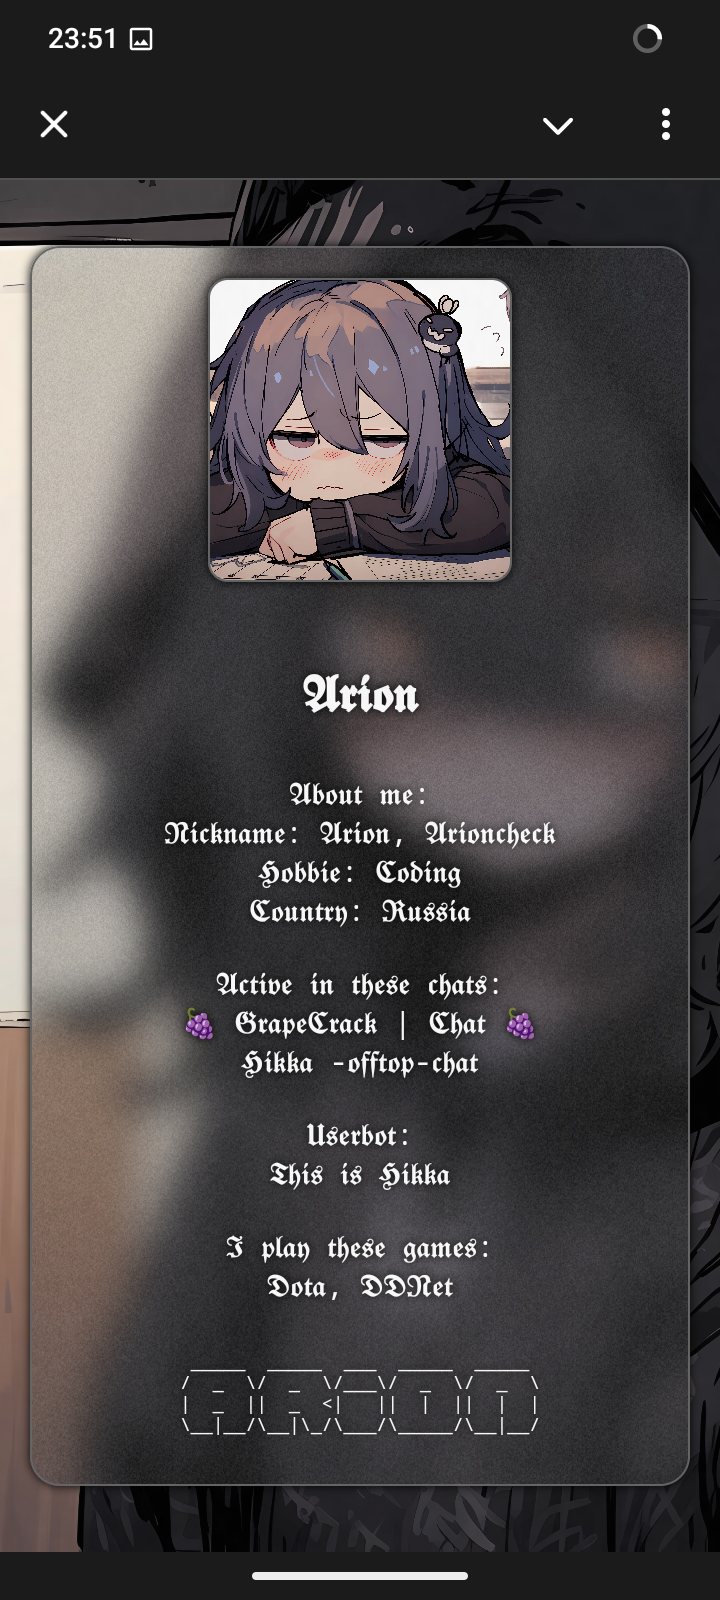 23:51
Arion
About me:
Nickname: Arion, Arioncheck
Hobbie: Coding
Country: Russia
Active in these chats:
🍇 GrapeCrack | Chat 🍇
Hikka -offtop-chat
Userbot:
This is Hikka
I play these games:
Dota, DDNet
ARION